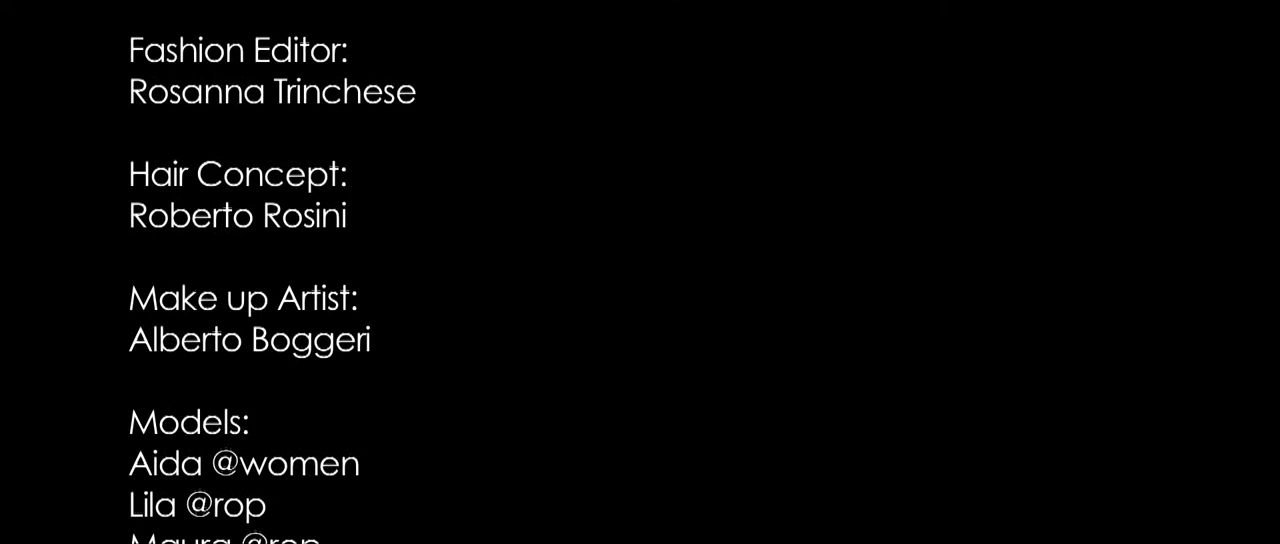 Fashion Editor:
Rosanna Trinchese
Hair Concept:
Roberto Rosini
Make up Artist:
Alberto Boggeri
Models:
Aida @women
Lila @rop